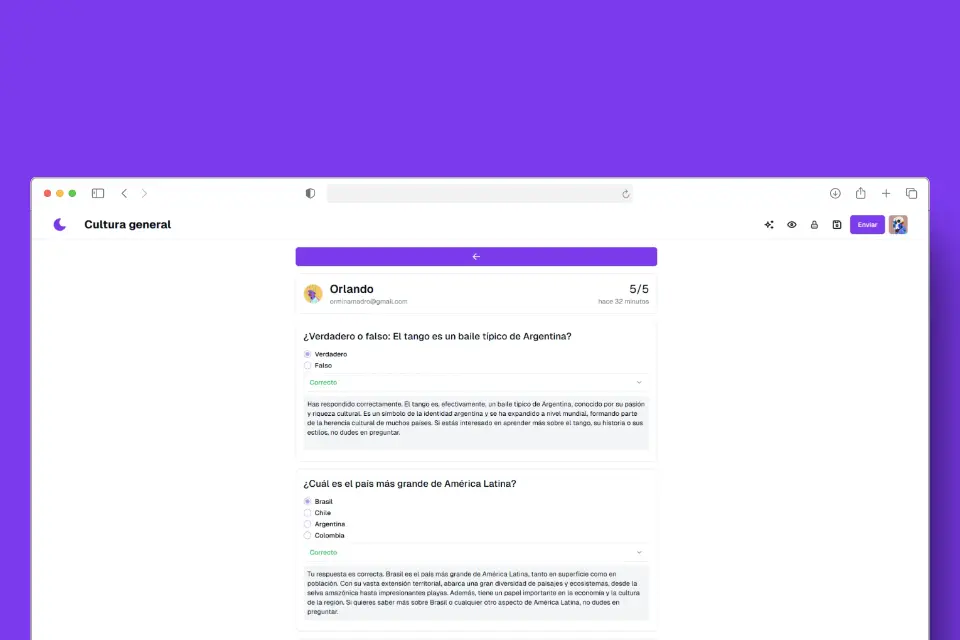 Cultura general
Enviar
←
Orlando
5/5
orminamadro@gmail.com
hace 32 minutos
¿Verdadero o falso: El tango es un baile típico de Argentina?
Verdadero
Falso
Correcto
Has respondido correctamente. El tango es, efectivamente, un baile típico de Argentina, conocido por su pasión
y riqueza cultural. Es un símbolo de la identidad argentina y se ha expandido a nivel mundial, formando parte
de la herencia cultural de muchos países. Si estás interesado en aprender más sobre el tango, su historia o sus
estilos, no dudes en preguntar.
¿Cuál es el país más grande de América Latina?
Brasil
Chile
Argentina
Colombia
Correcto
Tu respuesta es correcta. Brasil es el país más grande de América Latina, tanto en superficie como en
población. Con su vasta extensión territorial, abarca una gran diversidad de paisajes y ecosistemas, desde la
selva amazónica hasta impresionantes playas. Además, tiene un papel importante en la economía y la cultura
de la región. Si quieres saber más sobre Brasil o cualquier otro aspecto de América Latina, no dudes en
preguntar.